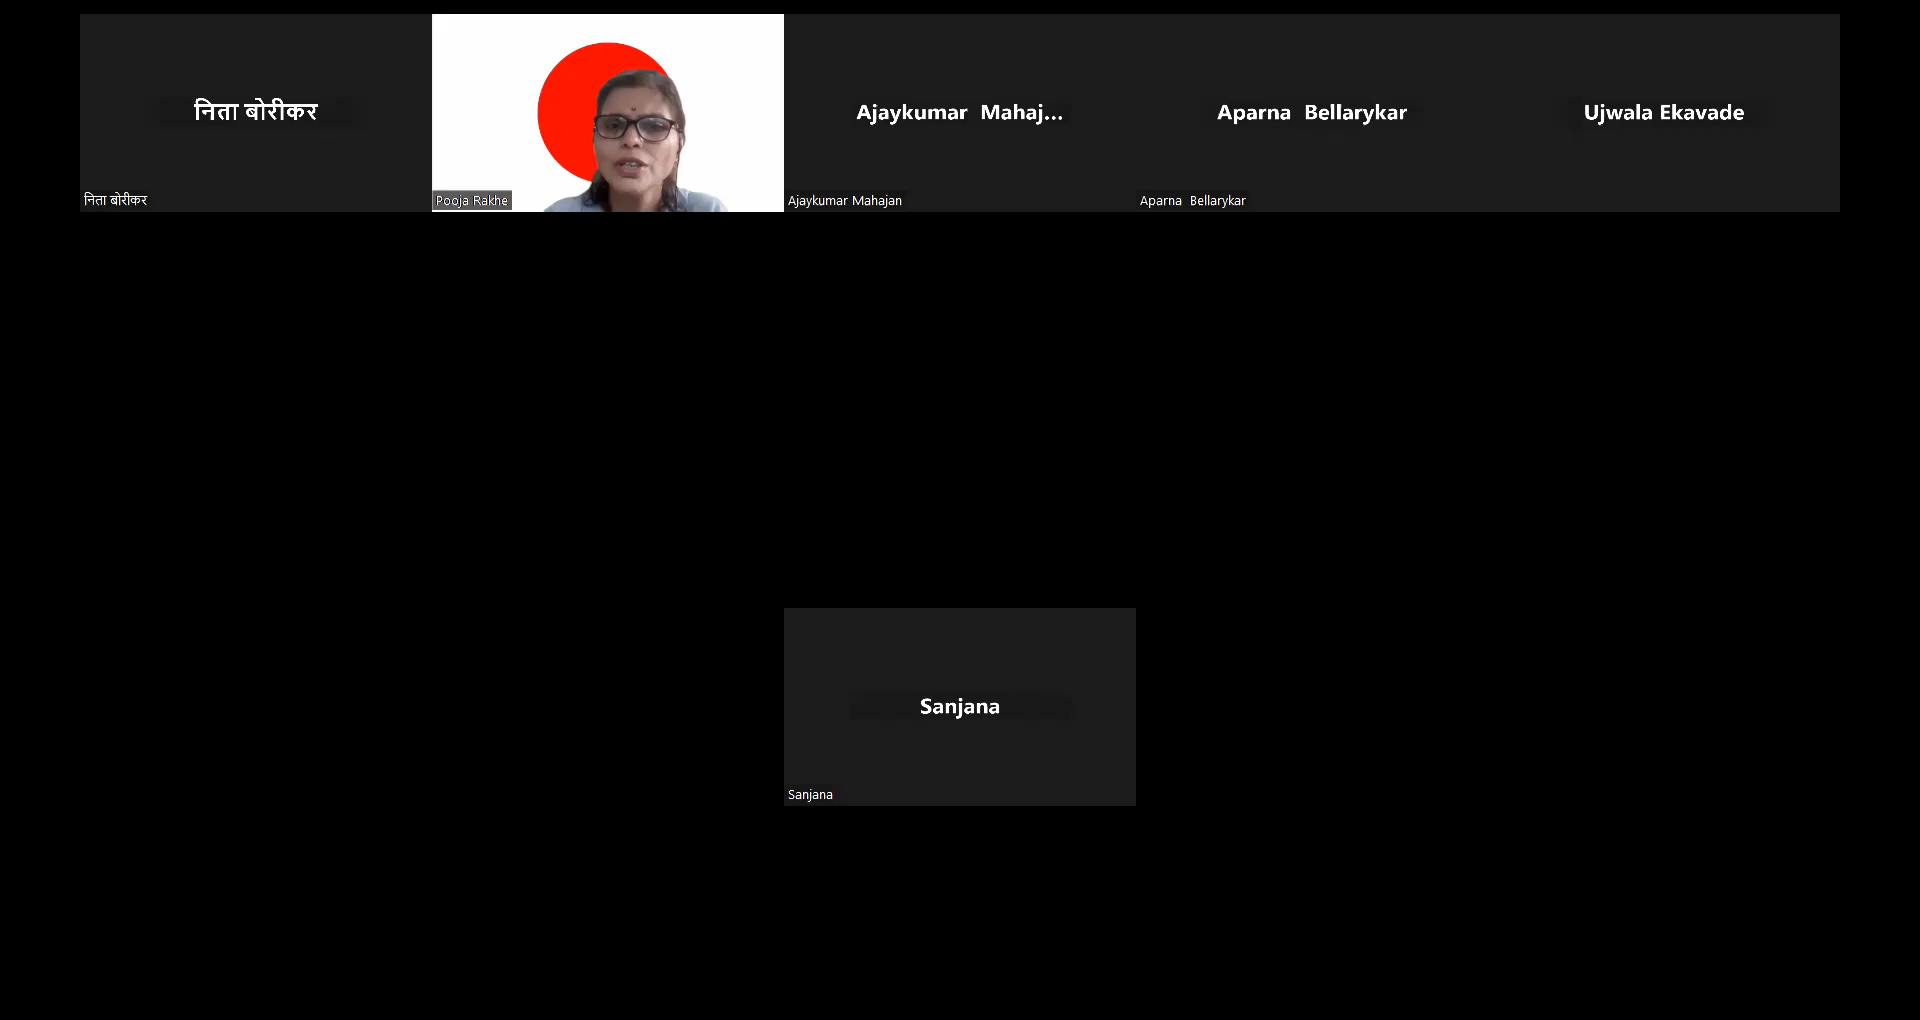 निता बोरीकर
निता बोरीकर
Pooja Rakhe
Ajaykumar Mahaj...
Ajaykumar Mahajan
Aparna Bellarykar
Aparna Bellarykar
Ujwala Ekavade
Sanjana
Sanjana